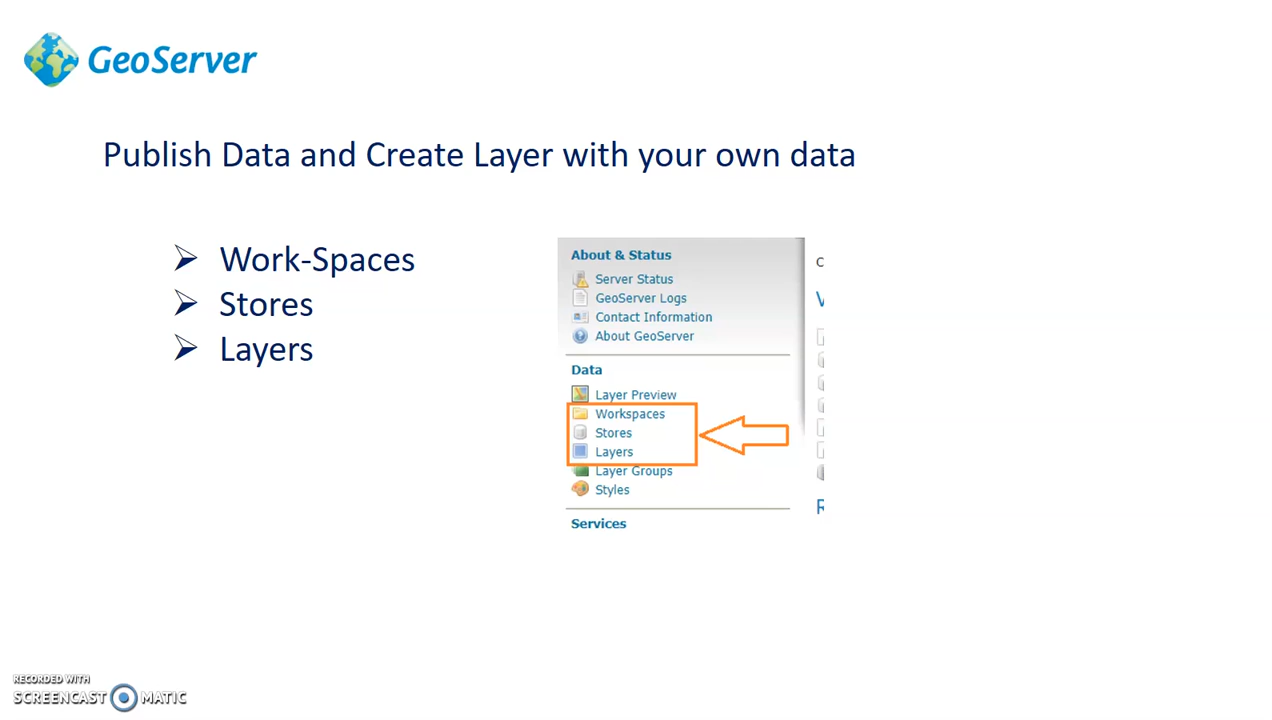 GeoServer
Publish Data and Create Layer with your own data
Work-Spaces
Stores
Layers
About & Status
Server Status
GeoServer Logs
Contact Information
About GeoServer
Data
Layer Preview
Workspaces
Stores
Layers
Layer Groups
Styles
Services
RECORDED WITH
SCREENCAST MATIC